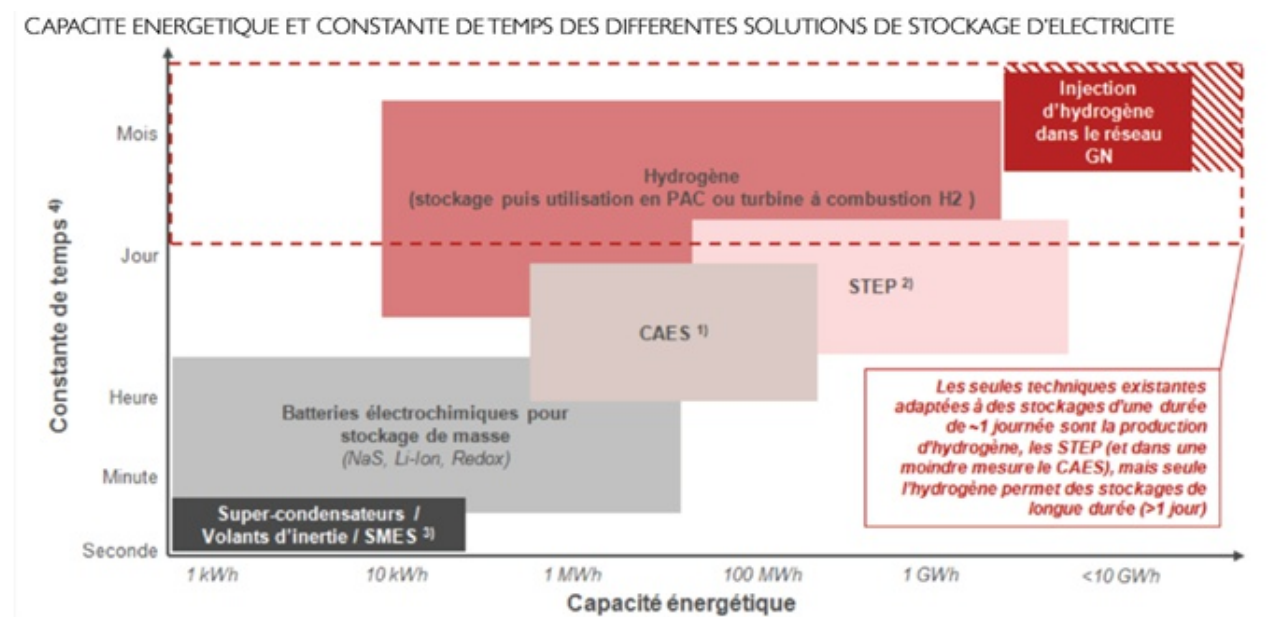 CAPACITE ENERGETIQUE ET CONSTANTE DE TEMPS DES DIFFERENTES SOLUTIONS DE STOCKAGE D'ELECTRICITE
Constante de temps 4)
Mois
Jour
Heure
Minute
Seconde
Injection
d'hydrogène
dans le réseau
GN
Hydrogène
(stockage puis utilisation en PAC ou turbine á combustion H2 )
STEP 2)
CAES 1)
Batteries électrochimiques pour
stockage de masse
(NaS, Li-Ion, Redox)
Super-condensateurs /
Volants d'inertie / SMES 3)
Les seules techniques existantes
adaptées à des stockages d'une durée
de ~1 journée sont la production
d'hydrogène, les STEP (et dans une
moindre mesure le CAES), mais seule
l'hydrogène permet des stockages de
longue durée (>1 jour)
1 kWh
10 kWh
1 MWh
100 MWh
1 GWh
<10 GWh
Capacité énergétique